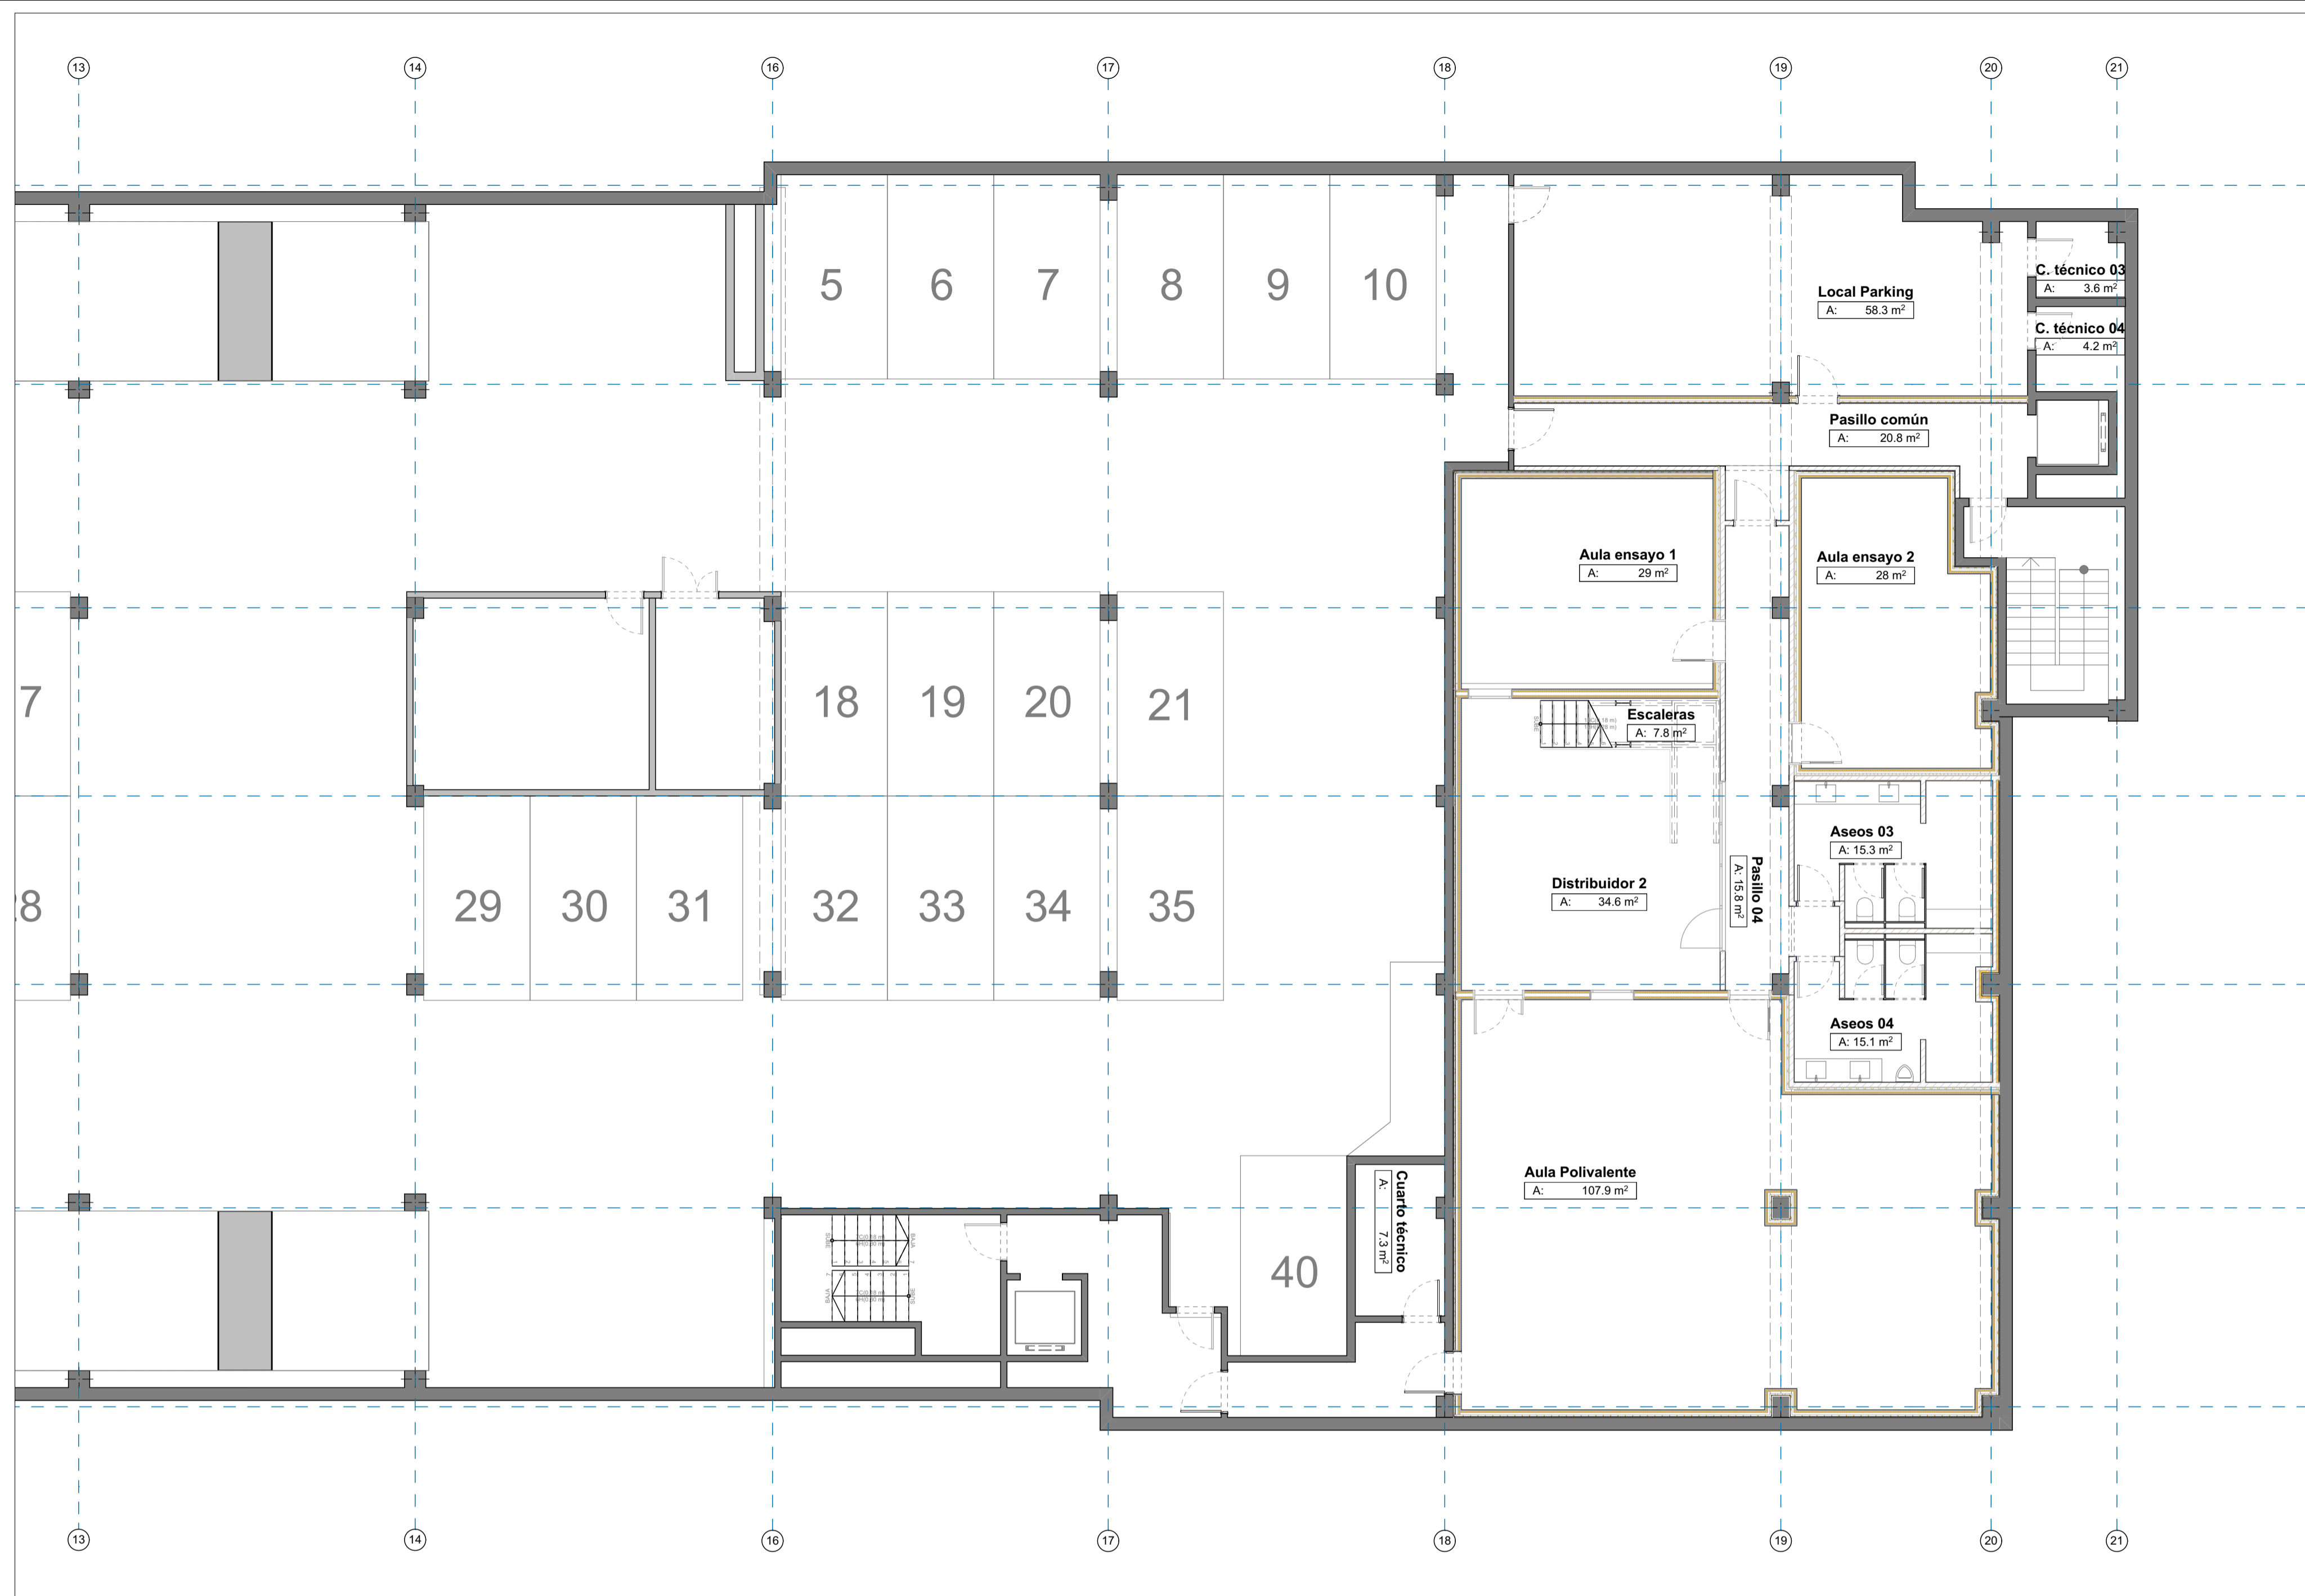 13 14 16 17 18 19 20 21
5 6 7 8 9 10
C. técnico 03
A: 3.6 m²
Local Parking
A: 58.3 m²
C. técnico 04
A: 4.2 m²
Pasillo común
A: 20.8 m²
Aula ensayo 1
A: 29 m²
Aula ensayo 2
A: 28 m²
7 18 19 20 21
Escaleras
A: 7.8 m²
SUBE
Aseos 03
A: 15.3 m²
Distribuidor 2
A: 34.6 m²
Pasillo 04
A: 15.8 m²
8 29 30 31 32 33 34 35
Aseos 04
A: 15.1 m²
Aula Polivalente
A: 107.9 m²
Cuarto técnico
A: 7.3 m²
SUBE
BAJA
40
BAJA
SUBE
13 14 16 17 18 19 20 21